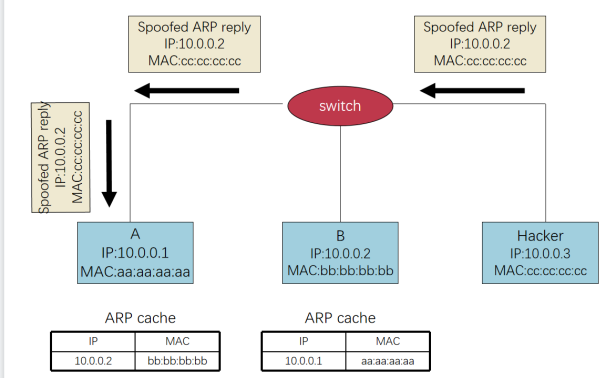 Spoofed ARP reply
IP:10.0.0.2
MAC:cc:cc:cc:cc
Spoofed ARP reply
IP:10.0.0.2
MAC:cc:cc:cc:cc
switch
Spoofed ARP reply
IP:10.0.0.2
MAC:cc:cc:cc:cc
A
IP:10.0.0.1
MAC:aa:aa:aa:aa
B
IP:10.0.0.2
MAC:bb:bb:bb:bb
Hacker
IP:10.0.0.3
MAC:cc:cc:cc:cc
ARP cache
IP MAC
10.0.0.2 bb:bb:bb:bb
ARP cache
IP MAC
10.0.0.1 aa:aa:aa:aa